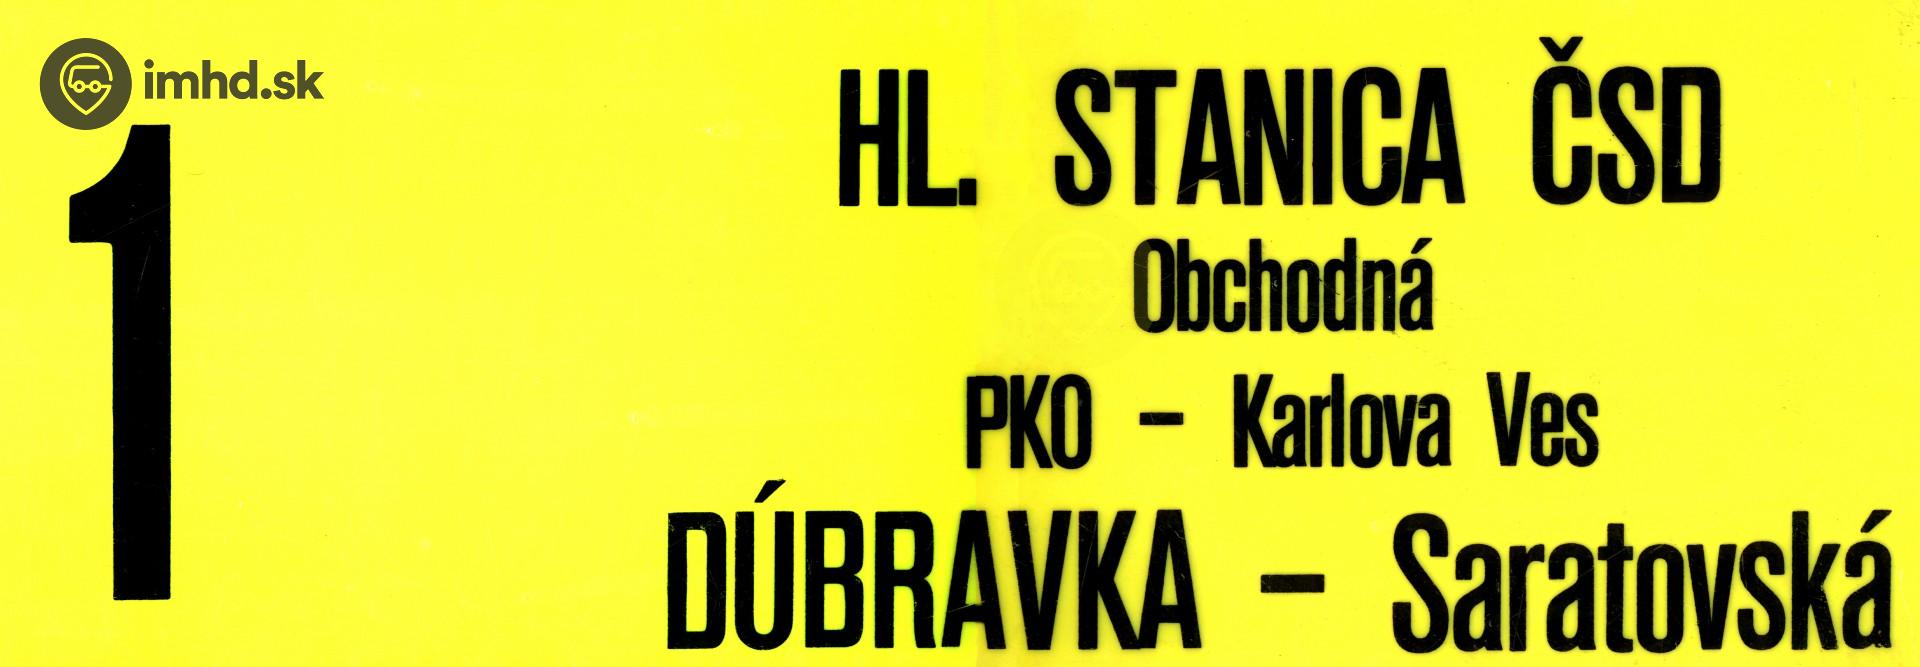 imhd.sk
1
HL. STANICA ČSD
Obchodná
PKO – Karlova Ves
DÚBRAVKA – Saratovská